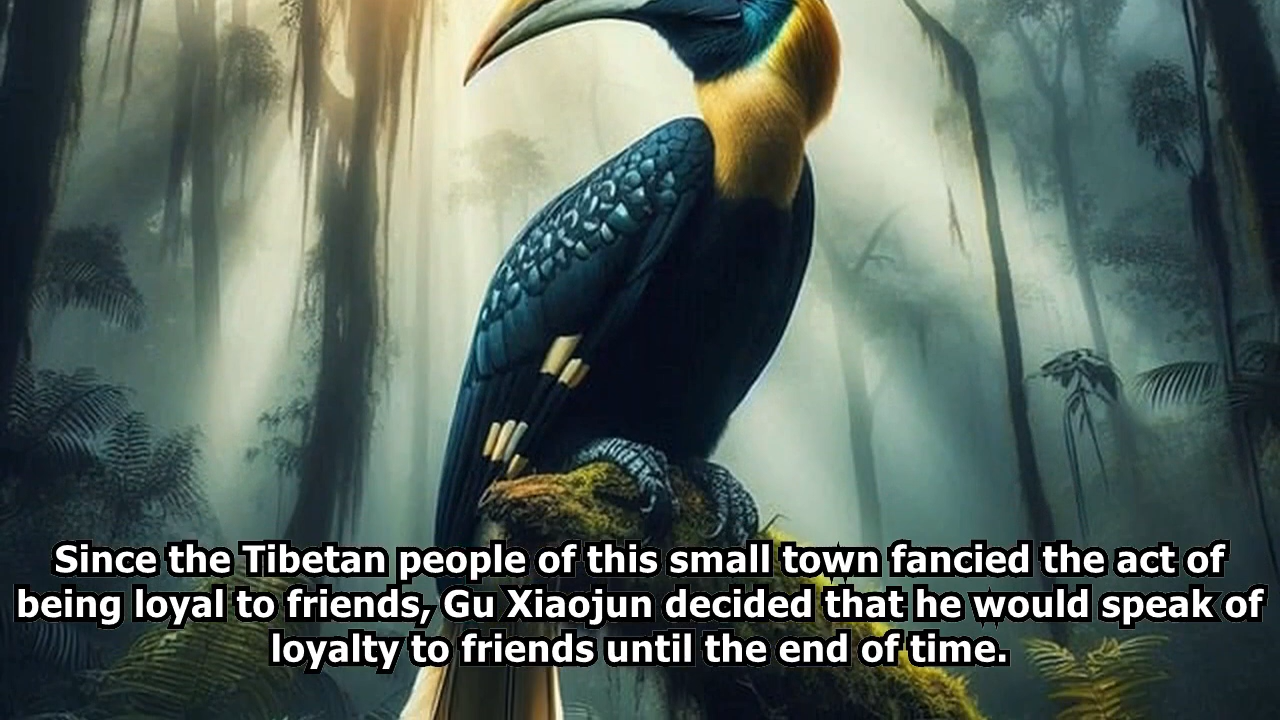 Since the Tibetan people of this small town fancied the act of
being loyal to friends, Gu Xiaojun decided that he would speak of
loyalty to friends until the end of time.